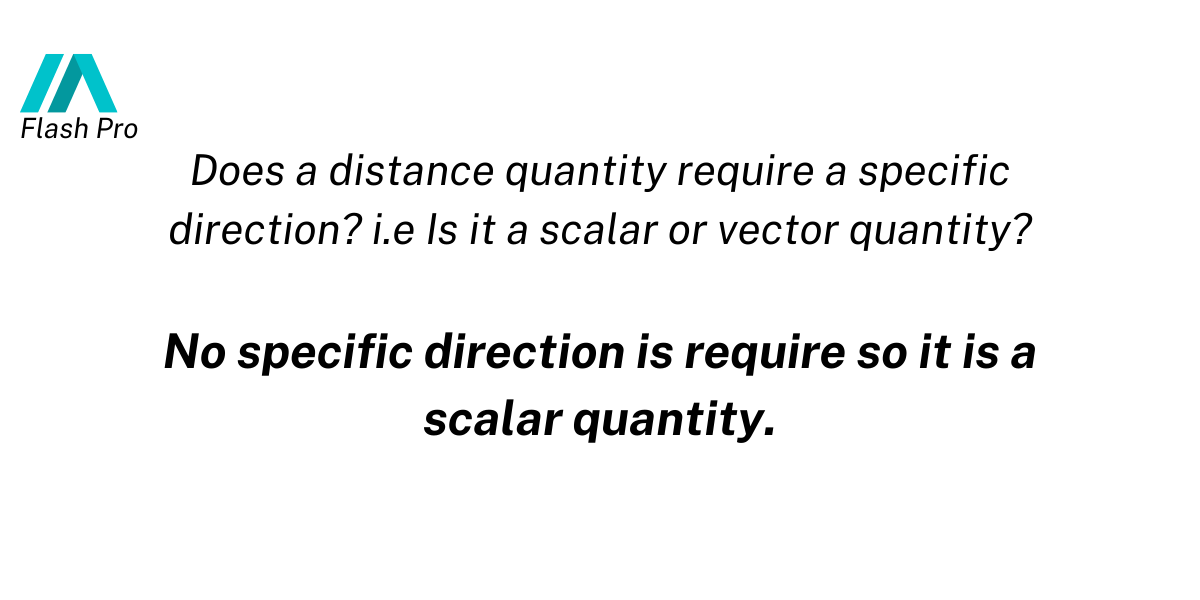 Flash Pro
Does a distance quantity require a specific
direction? i.e Is it a scalar or vector quantity?
No specific direction is require so it is a
scalar quantity.